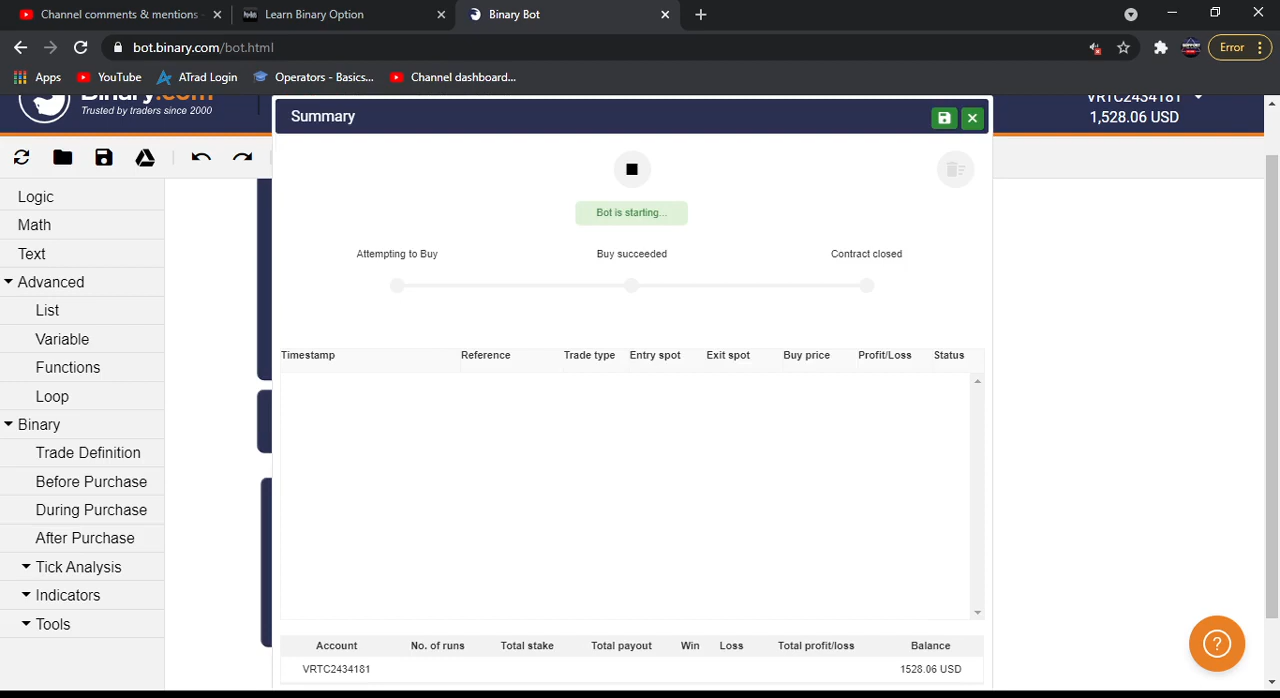 Channel comments & mentions
Learn Binary Option
Binary Bot
bot.binary.com/bot.html
Error
Apps
YouTube
ATrad Login
Operators - Basics...
Channel dashboard...
Binary.com
Trusted by traders since 2000
VRTC2434181
1,528.06 USD
Summary
Bot is starting...
Attempting to Buy
Buy succeeded
Contract closed
Logic
Math
Text
Advanced
List
Variable
Functions
Loop
Binary
Trade Definition
Before Purchase
During Purchase
After Purchase
Tick Analysis
Indicators
Tools
Timestamp Reference Trade type Entry spot Exit spot Buy price Profit/Loss Status
Account No. of runs Total stake Total payout Win Loss Total profit/loss Balance
VRTC2434181 1528.06 USD